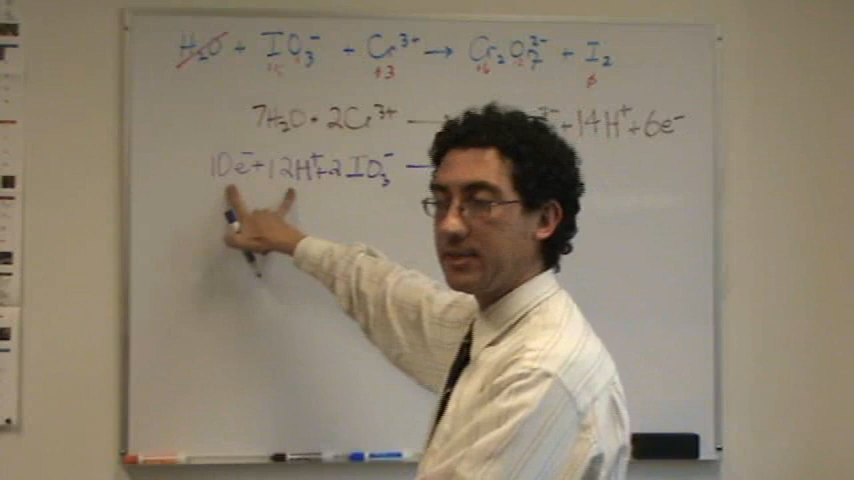 H₂O + IO₃⁻ + Cr³⁺ → Cr₂O₇²⁻ + I₂
+5 +3 +6 -2 0
7H₂O + 2Cr³⁺ → ²⁻ + 14H⁺ + 6e⁻
10e⁻ + 12H⁺ + 2IO₃⁻ →